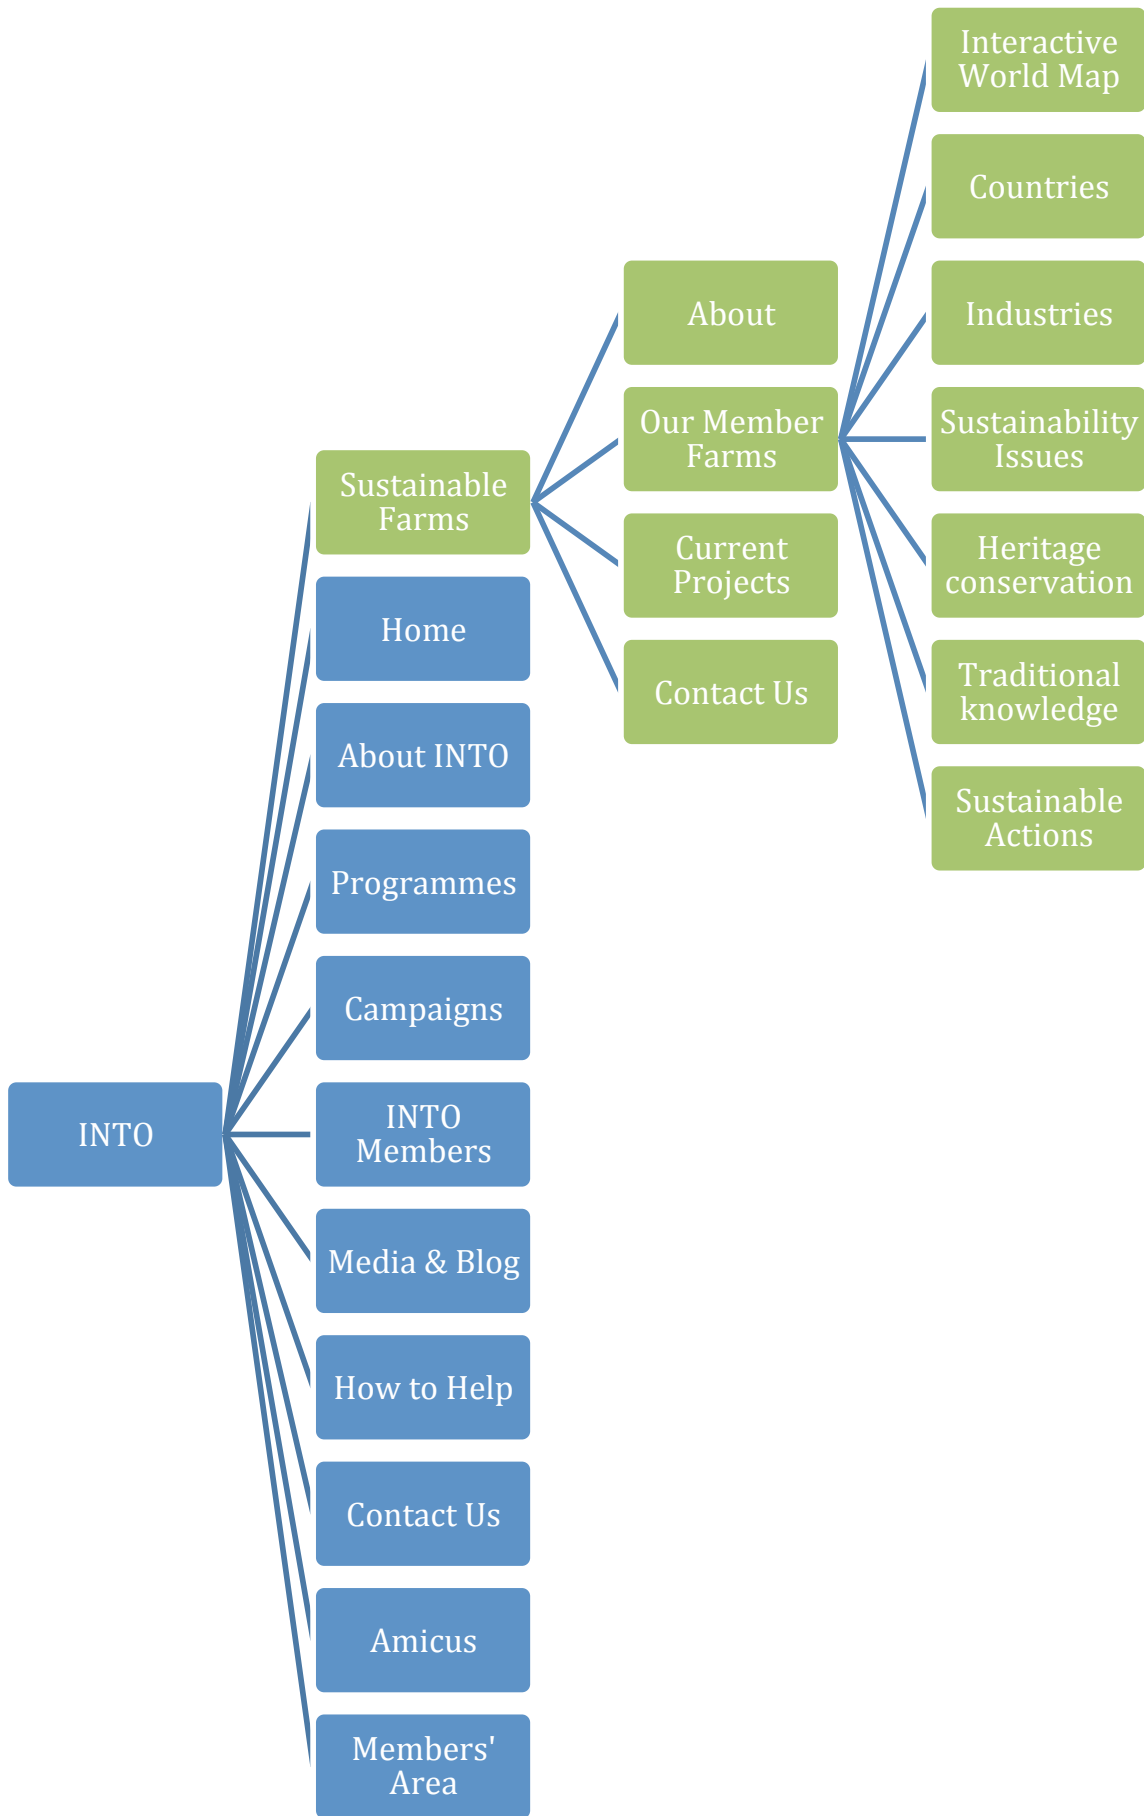 INTO
Sustainable
Farms
Home
About INTO
Programmes
Campaigns
INTO
Members
Media & Blog
How to Help
Contact Us
Amicus
Members'
Area
About
Our Member
Farms
Current
Projects
Contact Us
Interactive
World Map
Countries
Industries
Sustainability
Issues
Heritage
conservation
Traditional
knowledge
Sustainable
Actions